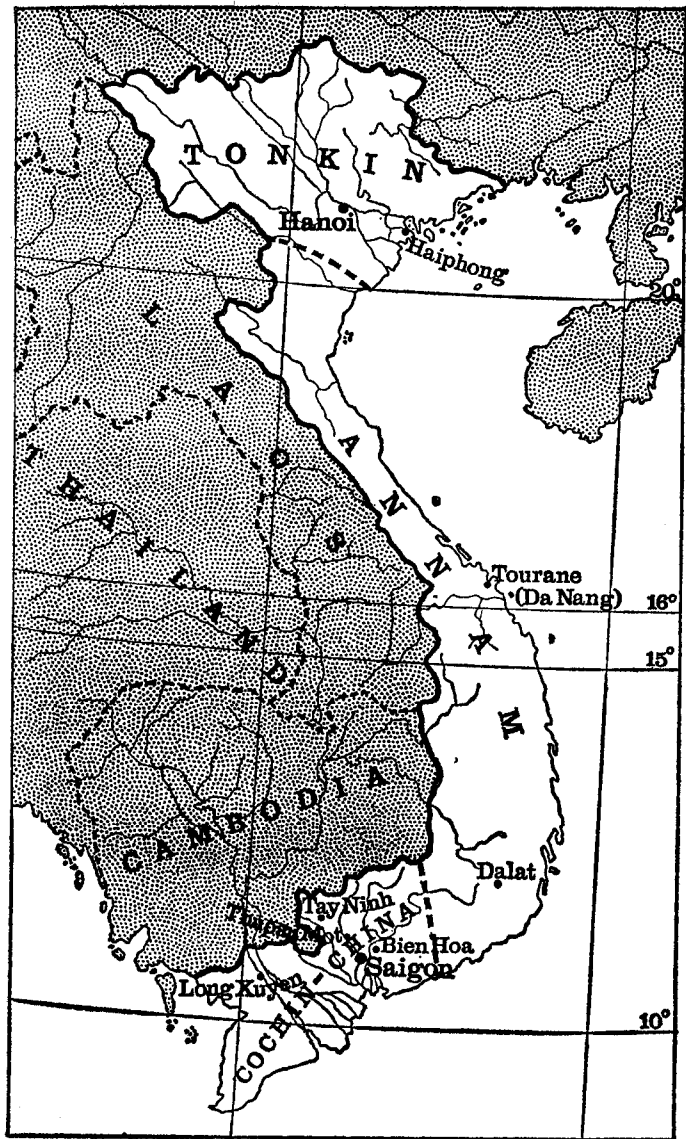 TONKIN
Hanoi
Haiphong
20°
LAOS
ANNAM
THAILAND
Tourane
(Da Nang)
16°
15°
CAMBODIA
Dalat
Tay Ninh
Bien Hoa
Saigon
Long Xuyen
COCHIN-CHINA
10°